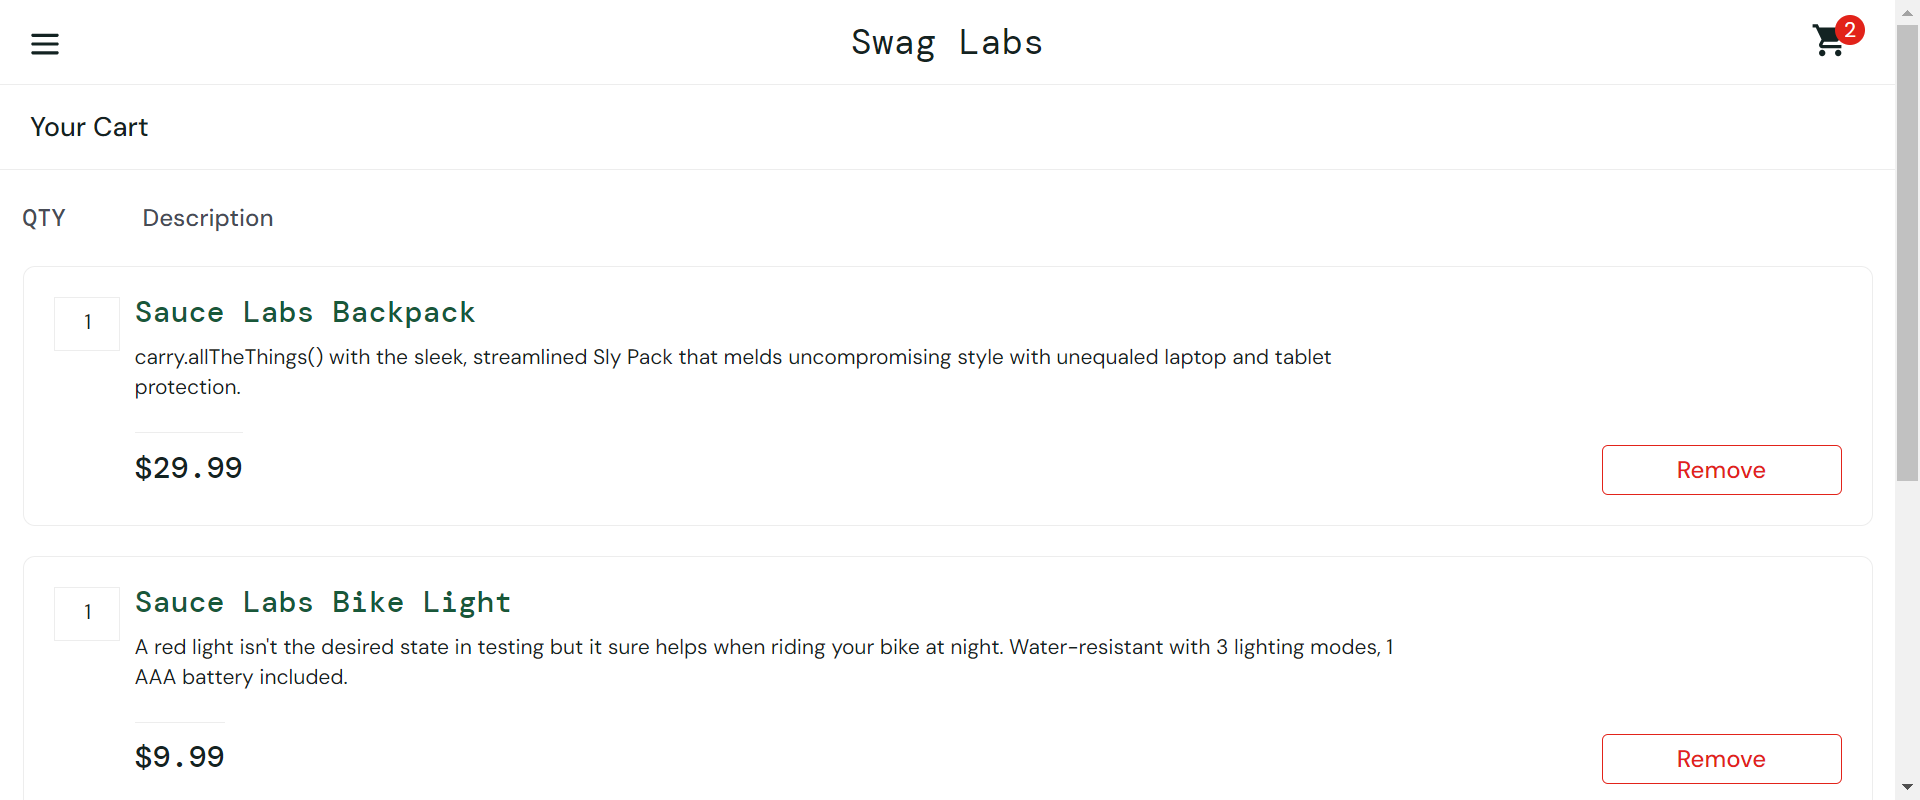 Swag Labs
2
Your Cart
QTY Description
1
Sauce Labs Backpack
carry.allTheThings() with the sleek, streamlined Sly Pack that melds uncompromising style with unequaled laptop and tablet
protection.
$29.99
Remove
1
Sauce Labs Bike Light
A red light isn't the desired state in testing but it sure helps when riding your bike at night. Water-resistant with 3 lighting modes, 1
AAA battery included.
$9.99
Remove